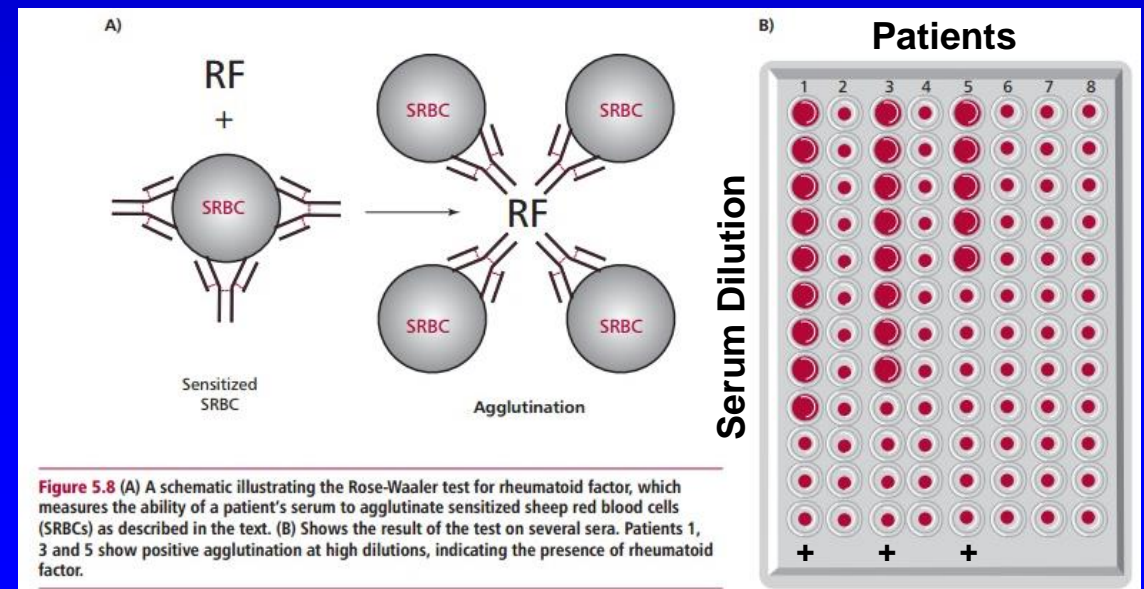 A)
RF
+
SRBC
Sensitized
SRBC
SRBC
SRBC
RF
SRBC
SRBC
Agglutination
Figure 5.8 (A) A schematic illustrating the Rose-Waaler test for rheumatoid factor, which
measures the ability of a patient's serum to agglutinate sensitized sheep red blood cells
(SRBCs) as described in the text. (B) Shows the result of the test on several sera. Patients 1,
3 and 5 show positive agglutination at high dilutions, indicating the presence of rheumatoid
factor.
B)
Patients
Serum Dilution
1 2 3 4 5 6 7 8
+ + +